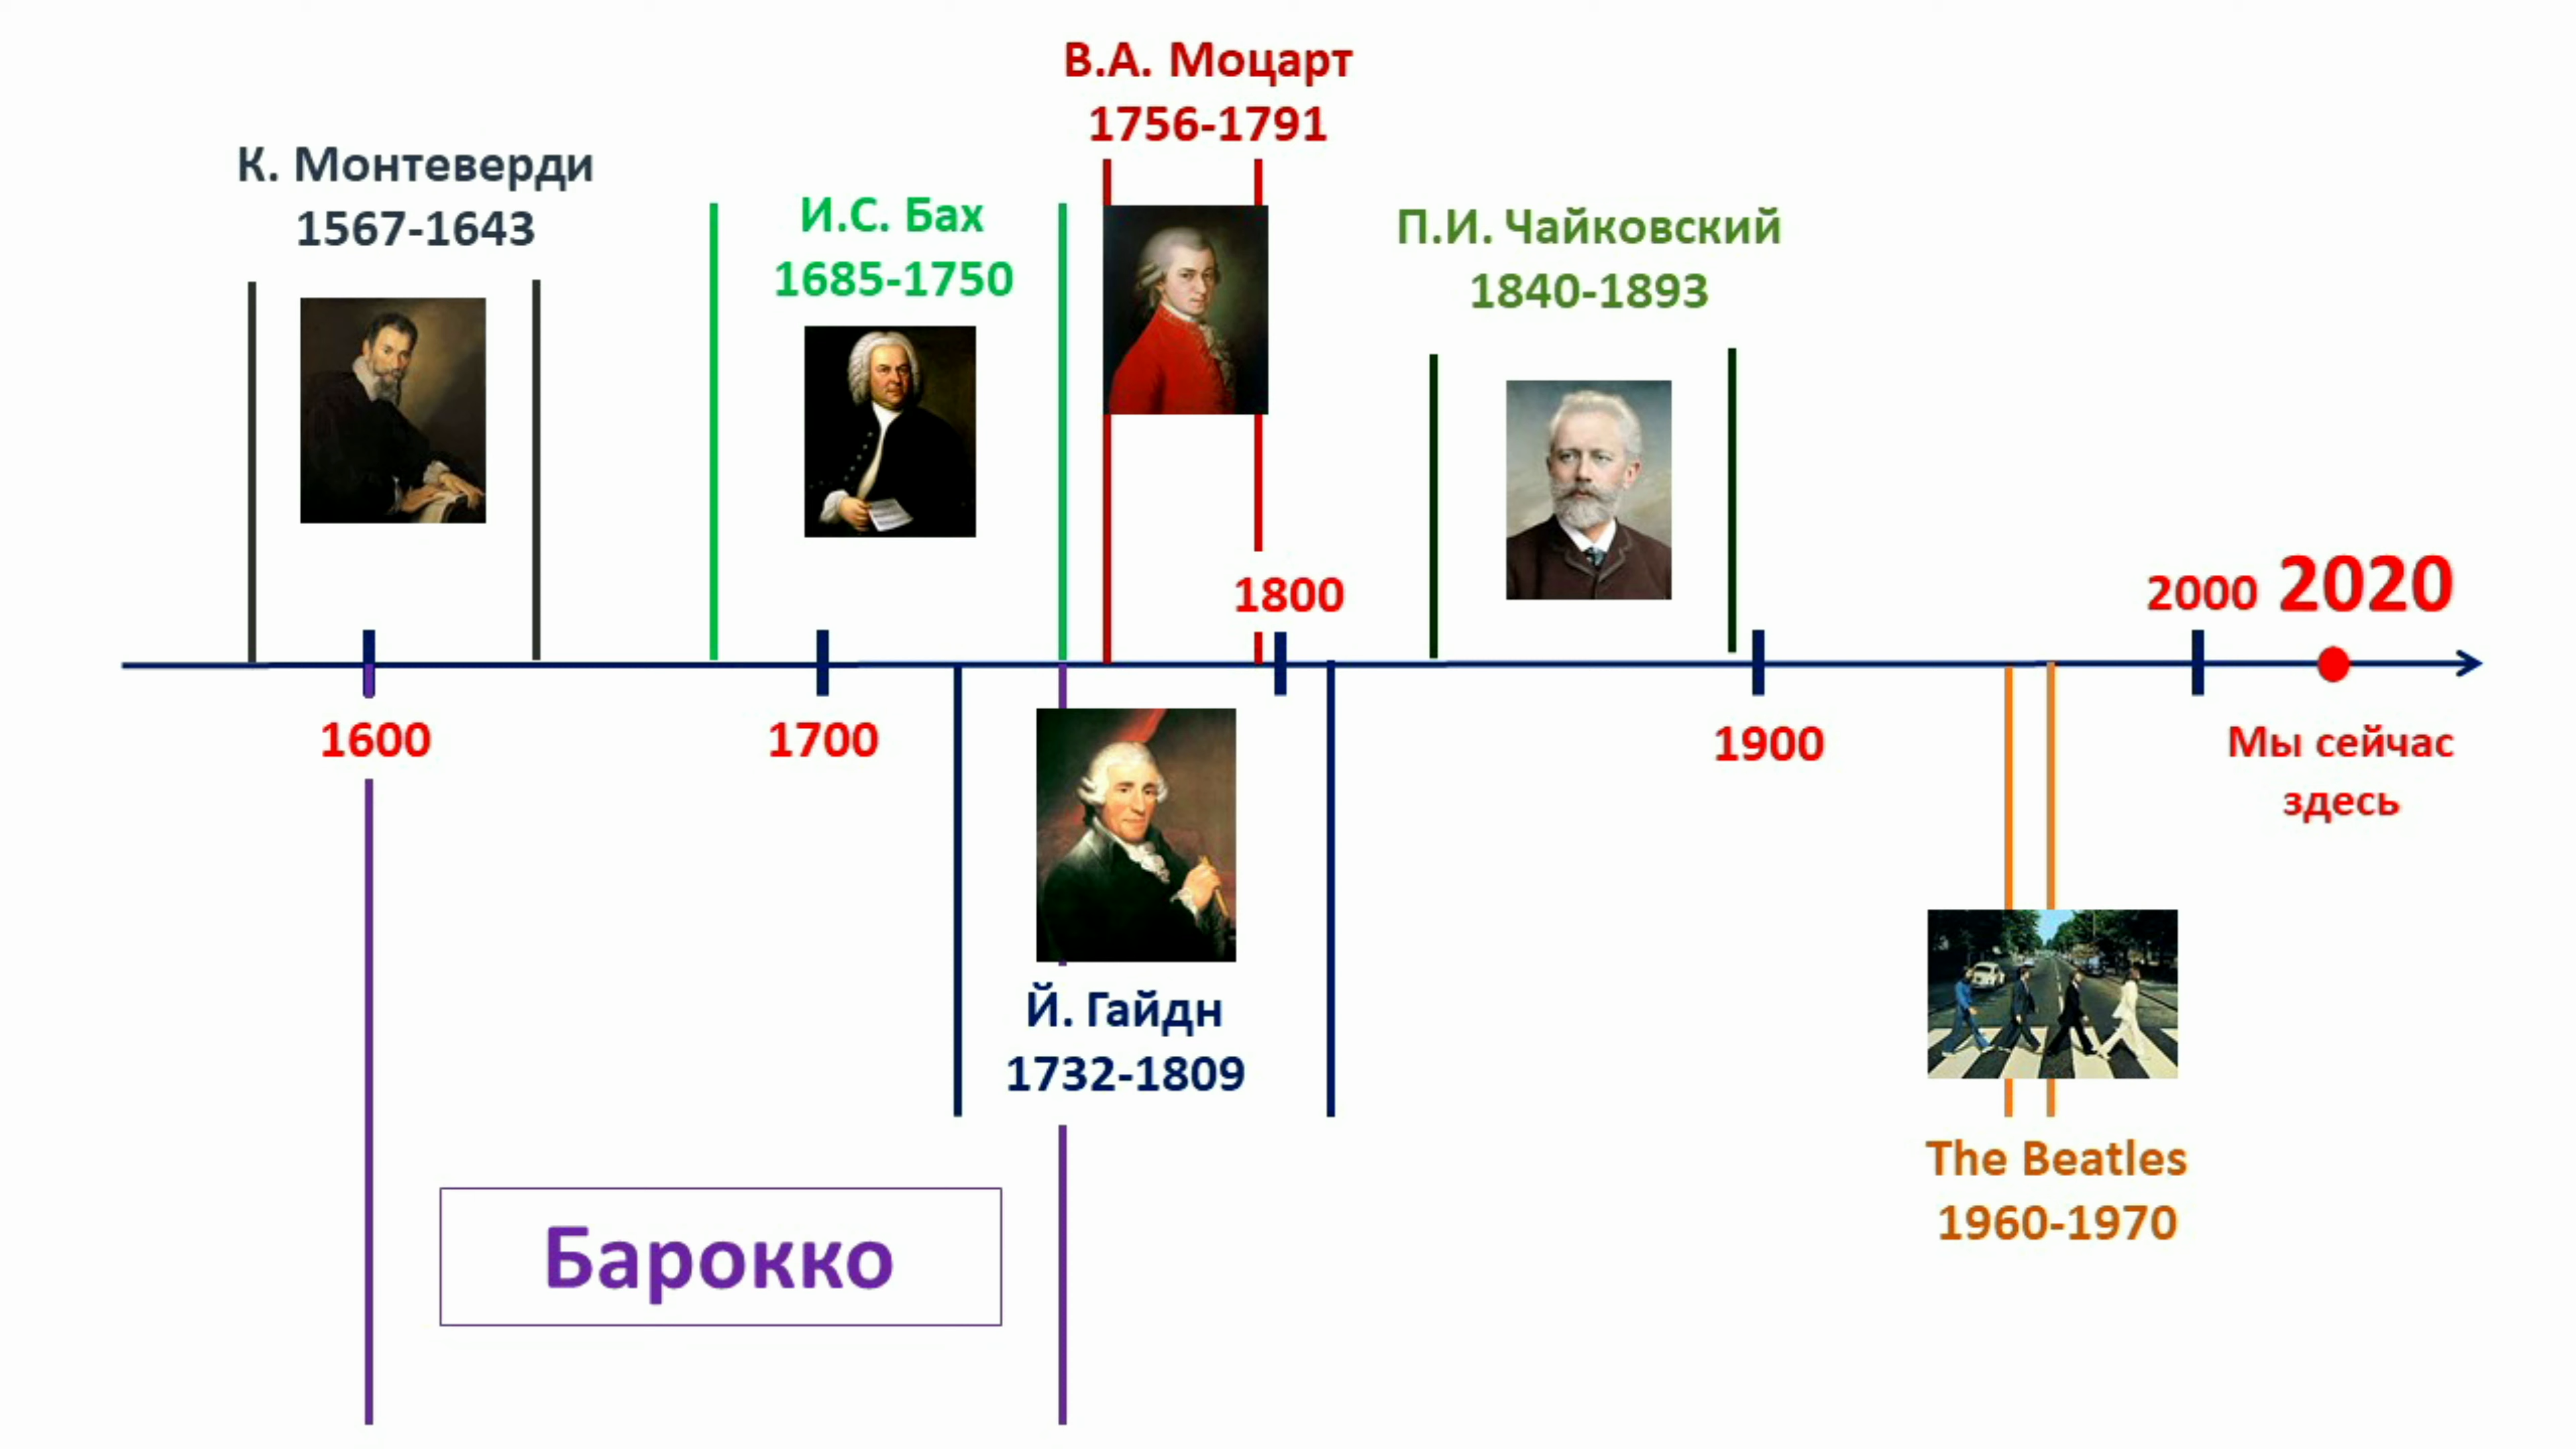 В.А. Моцарт
1756-1791
К. Монтеверди
1567-1643
И.С. Бах
1685-1750
П.И. Чайковский
1840-1893
1800
2000 2020
1600
1700
1900
Мы сейчас
здесь
Й. Гайдн
1732-1809
The Beatles
1960-1970
Барокко